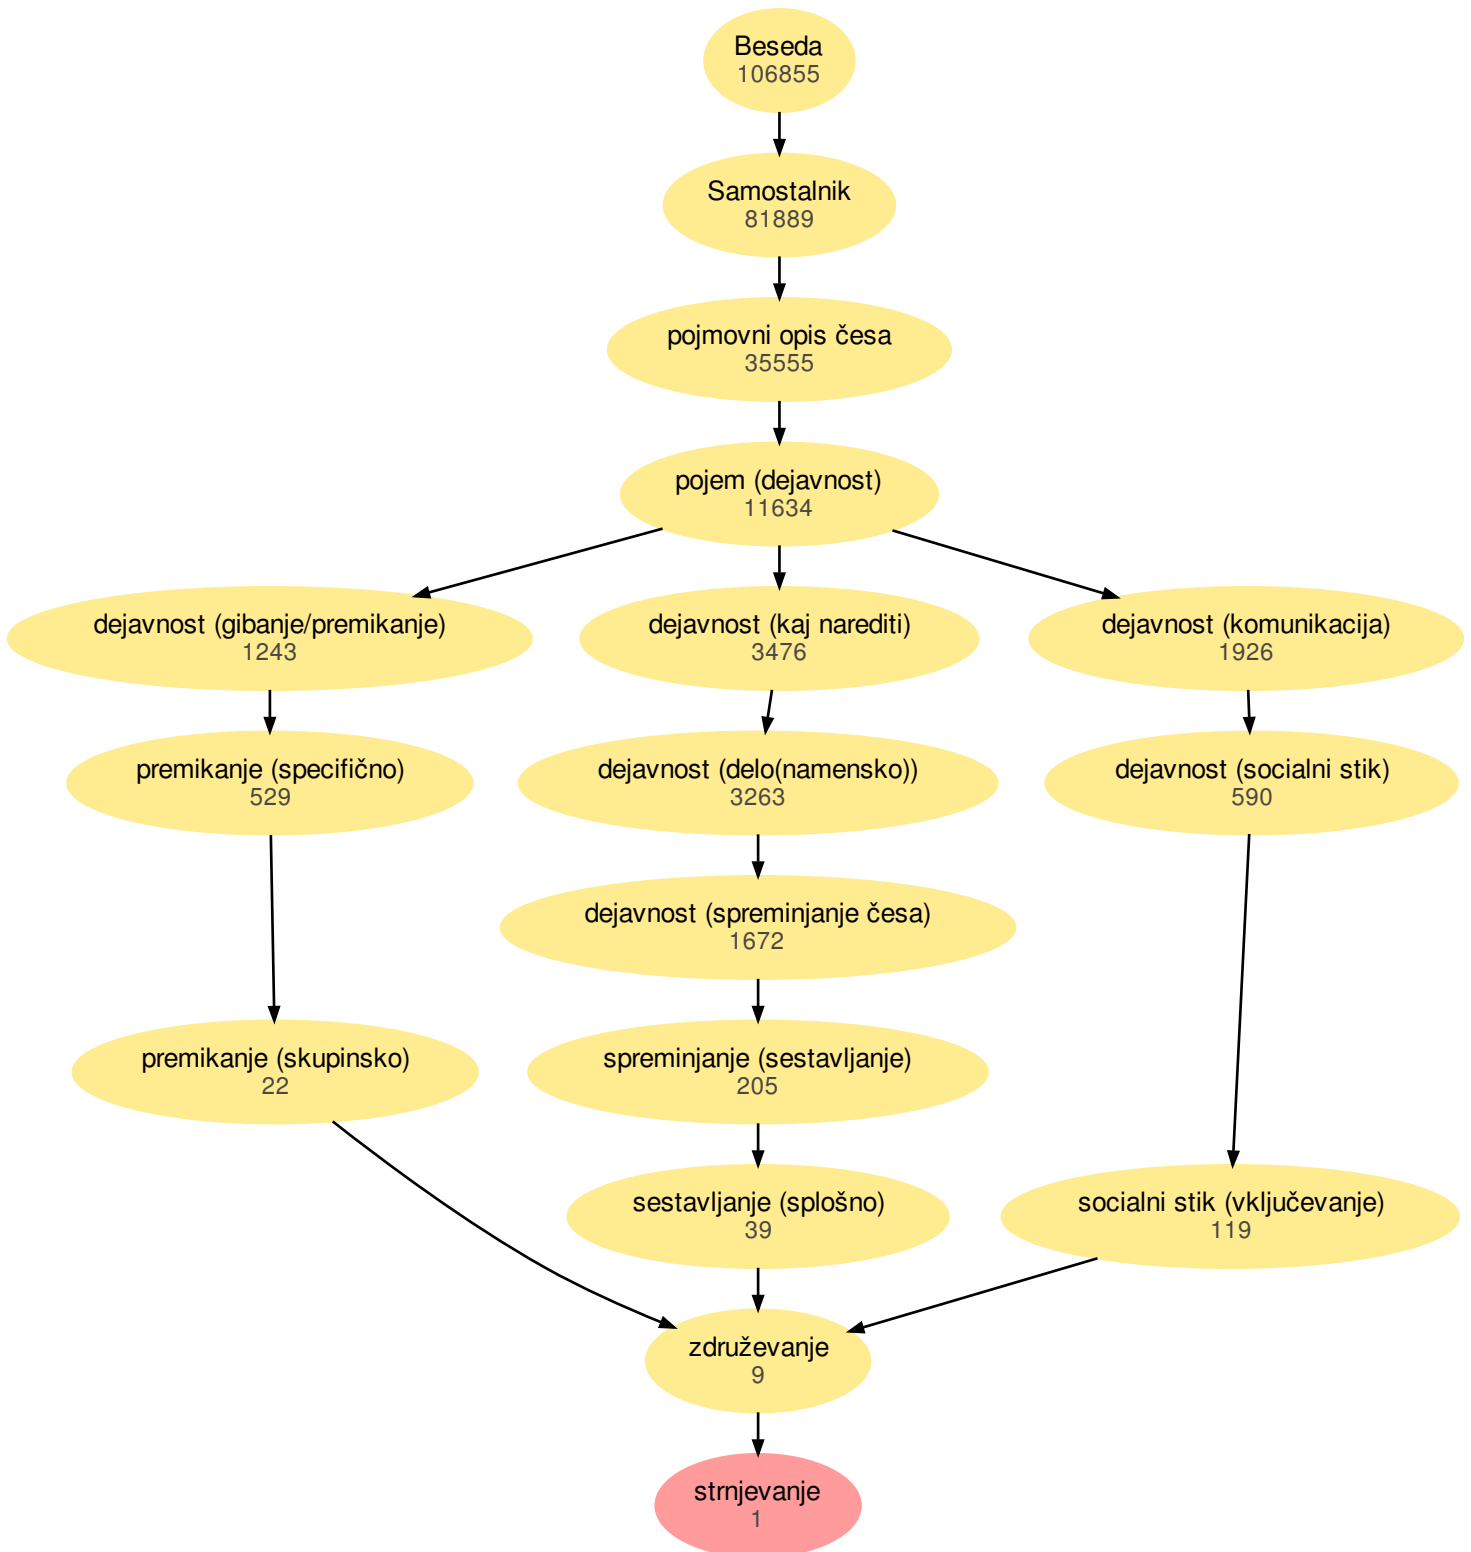 Beseda
106855
Samostalnik
81889
pojmovni opis česa
35555
pojem (dejavnost)
11634
dejavnost (gibanje/premikanje)
1243
dejavnost (kaj narediti)
3476
dejavnost (komunikacija)
1926
premikanje (specifično)
529
dejavnost (delo(namensko))
3263
dejavnost (socialni stik)
590
dejavnost (spreminjanje česa)
1672
premikanje (skupinsko)
22
spreminjanje (sestavljanje)
205
sestavljanje (splošno)
39
socialni stik (vključevanje)
119
združevanje
9
strnjevanje
1